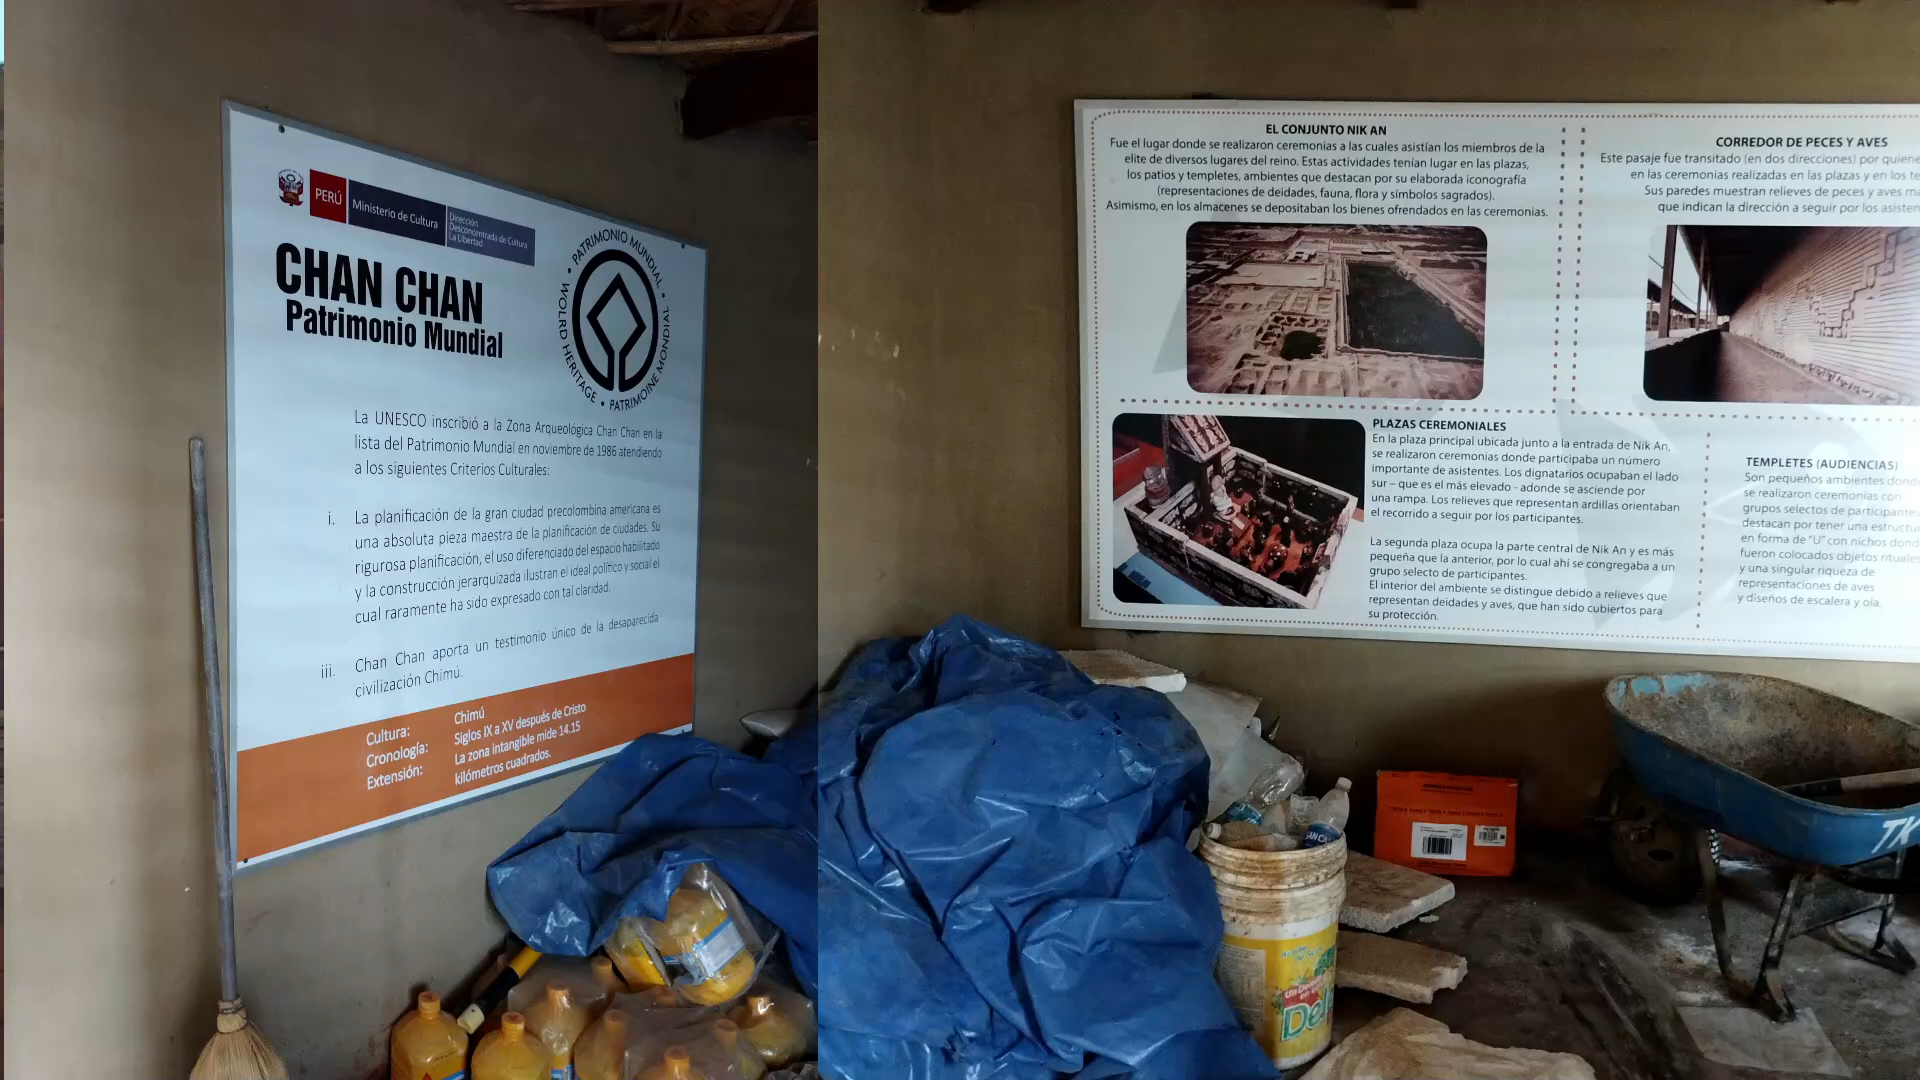 PERÚ
Ministerio de Cultura
Dirección
Desconcentrada de Cultura
La Libertad
CHAN CHAN
Patrimonio Mundial
• PATRIMONIO MUNDIAL • WOLRD HERITAGE • PATRIMOINE MONDIAL
La UNESCO inscribió a la Zona Arqueológica Chan Chan en la
lista del Patrimonio Mundial en noviembre de 1986 atendiendo
a los siguientes Criterios Culturales:
i. La planificación de la gran ciudad precolombina americana es
una absoluta pieza maestra de la planificación de ciudades. Su
rigurosa planificación, el uso diferenciado del espacio habilitado
y la construcción jerarquizada ilustran el ideal político y social el
cual raramente ha sido expresado con tal claridad.
iii. Chan Chan aporta un testimonio único de la desaparecida
civilización Chimú.
Cultura: Chimú
Cronología: Siglos IX a XV después de Cristo
Extensión: La zona intangible mide 14.15
kilómetros cuadrados.
EL CONJUNTO NIK AN
Fue el lugar donde se realizaron ceremonias a las cuales asistían los miembros de la
elite de diversos lugares del reino. Estas actividades tenían lugar en las plazas,
los patios y templetes, ambientes que destacan por su elaborada iconografía
(representaciones de deidades, fauna, flora y símbolos sagrados).
Asimismo, en los almacenes se depositaban los bienes ofrendados en las ceremonias.
CORREDOR DE PECES Y AVES
Este pasaje fue transitado (en dos direcciones) por quiene
en las ceremonias realizadas en las plazas y en los te
Sus paredes muestran relieves de peces y aves ma
que indican la dirección a seguir por los asisten
PLAZAS CEREMONIALES
En la plaza principal ubicada junto a la entrada de Nik An,
se realizaron ceremonias donde participaba un número
importante de asistentes. Los dignatarios ocupaban el lado
sur – que es el más elevado - adonde se asciende por
una rampa. Los relieves que representan ardillas orientaban
el recorrido a seguir por los participantes.
La segunda plaza ocupa la parte central de Nik An y es más
pequeña que la anterior, por lo cual ahí se congregaba a un
grupo selecto de participantes.
El interior del ambiente se distingue debido a relieves que
representan deidades y aves, que han sido cubiertos para
su protección.
TEMPLETES (AUDIENCIAS)
Son pequeños ambientes donde
se realizaron ceremonias con
grupos selectos de participantes
destacan por tener una estructu
en forma de "U" con nichos dond
fueron colocados objetos rituales
y una singular riqueza de
representaciones de aves
y diseños de escalera y ola.
SAN CA
Del
TK